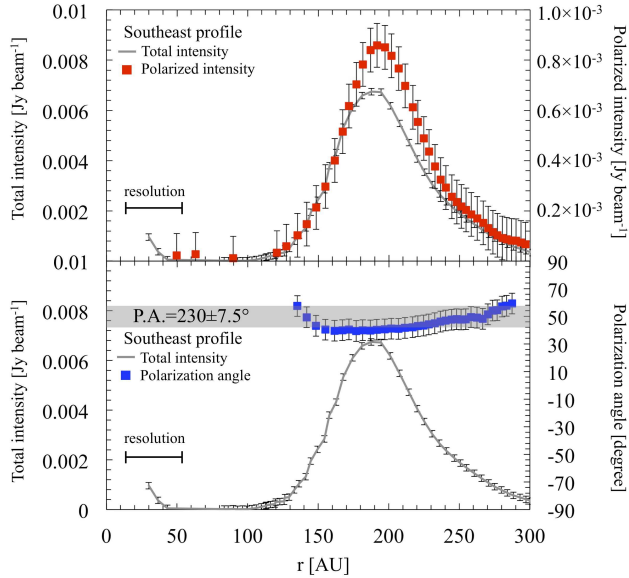 0.01
0.008
0.006
0.004
0.002
0.01
Total intensity [Jy beam⁻¹]
Southeast profile
Total intensity
Polarized intensity
resolution
1.0×10⁻³
0.8×10⁻³
0.6×10⁻³
0.4×10⁻³
0.2×10⁻³
Polarized intensity [Jy beam⁻¹]
0.008
0.006
0.004
0.002
0
Total intensity [Jy beam⁻¹]
P.A.=230±7.5°
Southeast profile
Total intensity
Polarization angle
resolution
90
70
50
30
10
-10
-30
-50
-70
-90
Polarization angle [degree]
0 50 100 150 200 250 300
r [AU]